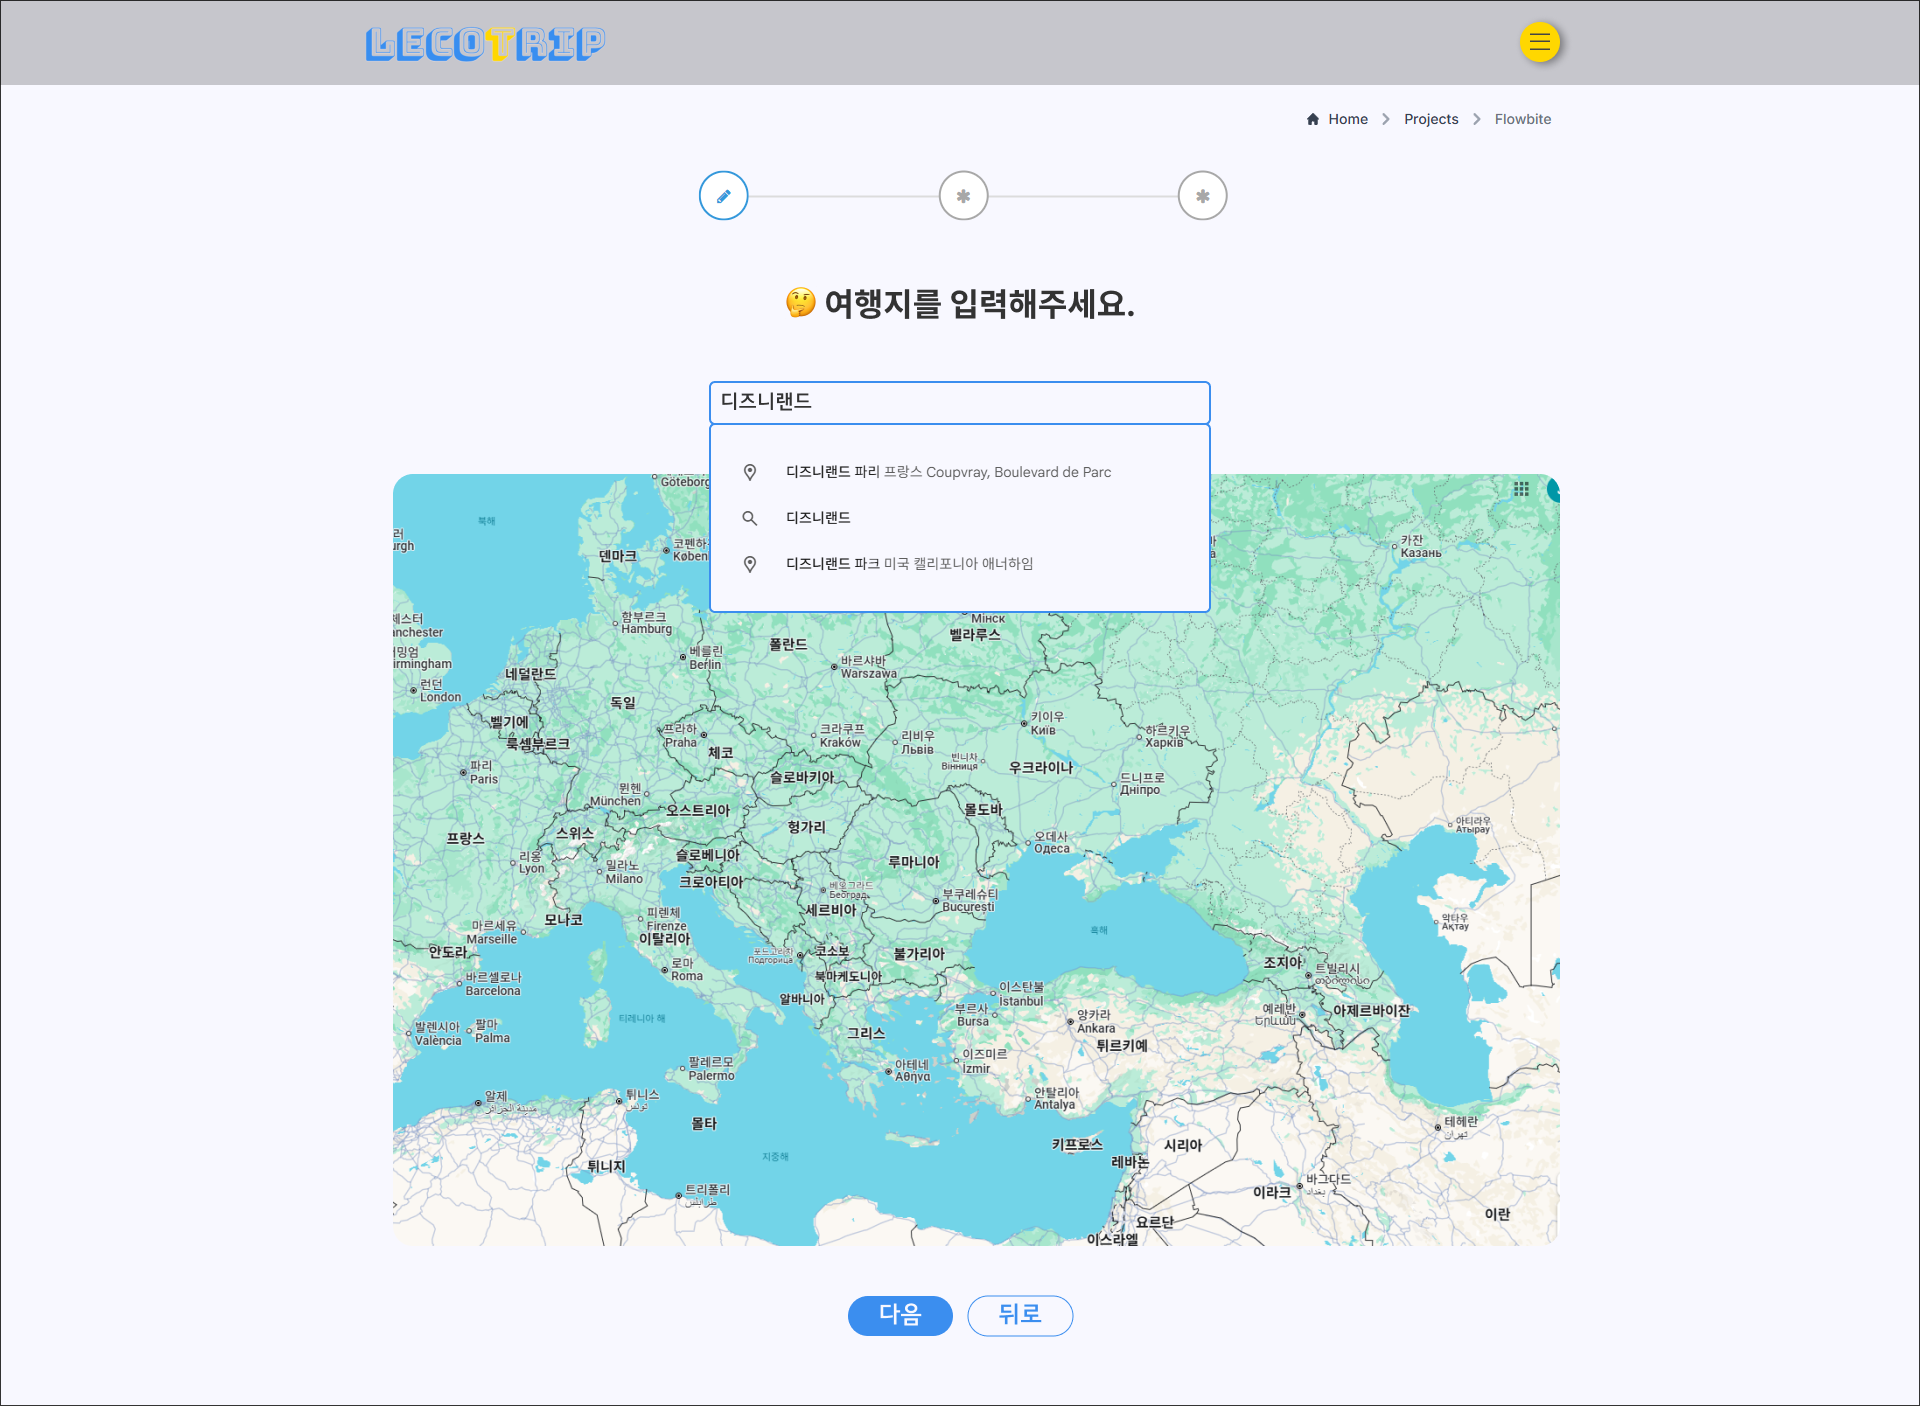 LECOTRIP
Home > Projects > Flowbite
🤔 여행지를 입력해주세요.
디즈니랜드
디즈니랜드 파리 프랑스 Coupvray, Boulevard de Parc
디즈니랜드
디즈니랜드 파크 미국 캘리포니아 애너하임
Göteborg
북해
러
urgh
덴마크
코펜하
Køben
카잔
Казань
함부르크
Hamburg
체스터
anchester
Мінск
벨라루스
폴란드
베를린
Berlin
바르샤바
Warszawa
버밍엄
irmingham
런던
London
네덜란드
독일
벨기에
룩셈부르크
프라하
Praha
체코
크라쿠프
Kraków
리비우
Львів
키이우
Київ
하르키우
Харків
빈니차
Вінниця
우크라이나
파리
Paris
슬로바키아
드니프로
Дніпро
뮌헨
München
오스트리아
몰도바
헝가리
스위스
프랑스
오데사
Одеса
아티라우
Атырау
리옹
Lyon
밀라노
Milano
슬로베니아
크로아티아
루마니아
베오그라드
Београд
세르비아
부쿠레슈티
București
마르세유
Marseille
모나코
피렌체
Firenze
이탈리아
흑해
악타우
Ақтау
안도라
포드고리차
Подгорица
코소보
불가리아
로마
Roma
북마케도니아
조지아
트빌리시
თბილისი
바르셀로나
Barcelona
알바니아
이스탄불
İstanbul
부르사
Bursa
예레반
Երևան
아제르바이잔
티레니아 해
발렌시아
València
팔마
Palma
그리스
앙카라
Ankara
튀르키예
아테네
Αθήνα
이즈미르
İzmir
팔레르모
Palermo
안탈리아
Antalya
알제
مدينة الجزائر
튀니스
تونس
몰타
키프로스
시리아
레바논
테헤란
تهران
지중해
튀니지
트리폴리
طرابلس
이라크
바그다드
بغداد
이란
요르단
이스라엘
다음
뒤로